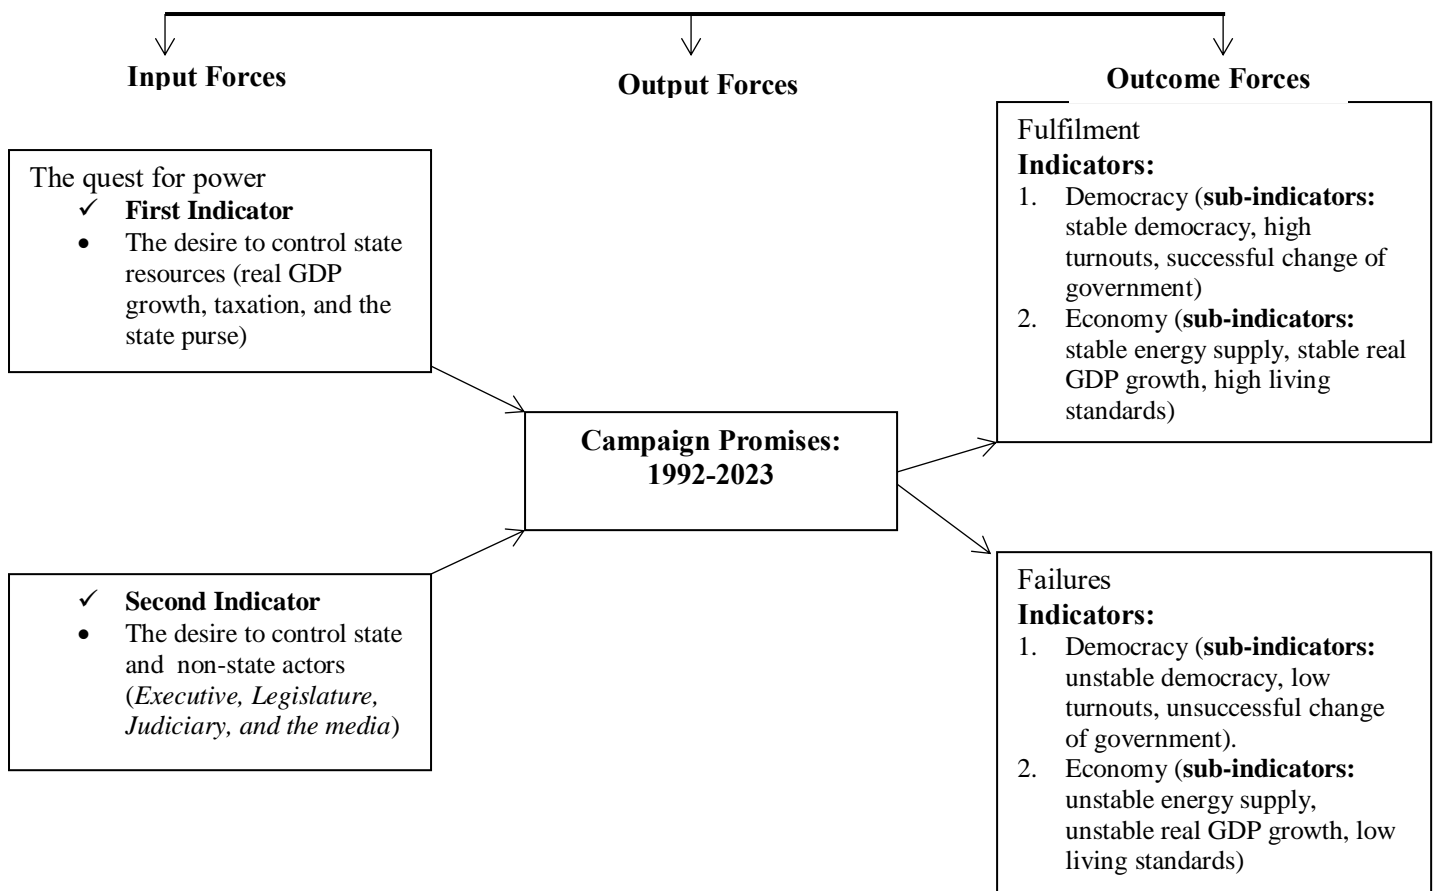 Input Forces
Output Forces
Outcome Forces
The quest for power
✓ First Indicator
• The desire to control state
resources (real GDP
growth, taxation, and the
state purse)
✓ Second Indicator
• The desire to control state
and non-state actors
(Executive, Legislature,
Judiciary, and the media)
Campaign Promises:
1992-2023
Fulfilment
Indicators:
1. Democracy (sub-indicators:
stable democracy, high
turnouts, successful change of
government)
2. Economy (sub-indicators:
stable energy supply, stable real
GDP growth, high living
standards)
Failures
Indicators:
1. Democracy (sub-indicators:
unstable democracy, low
turnouts, unsuccessful change
of government).
2. Economy (sub-indicators:
unstable energy supply,
unstable real GDP growth, low
living standards)